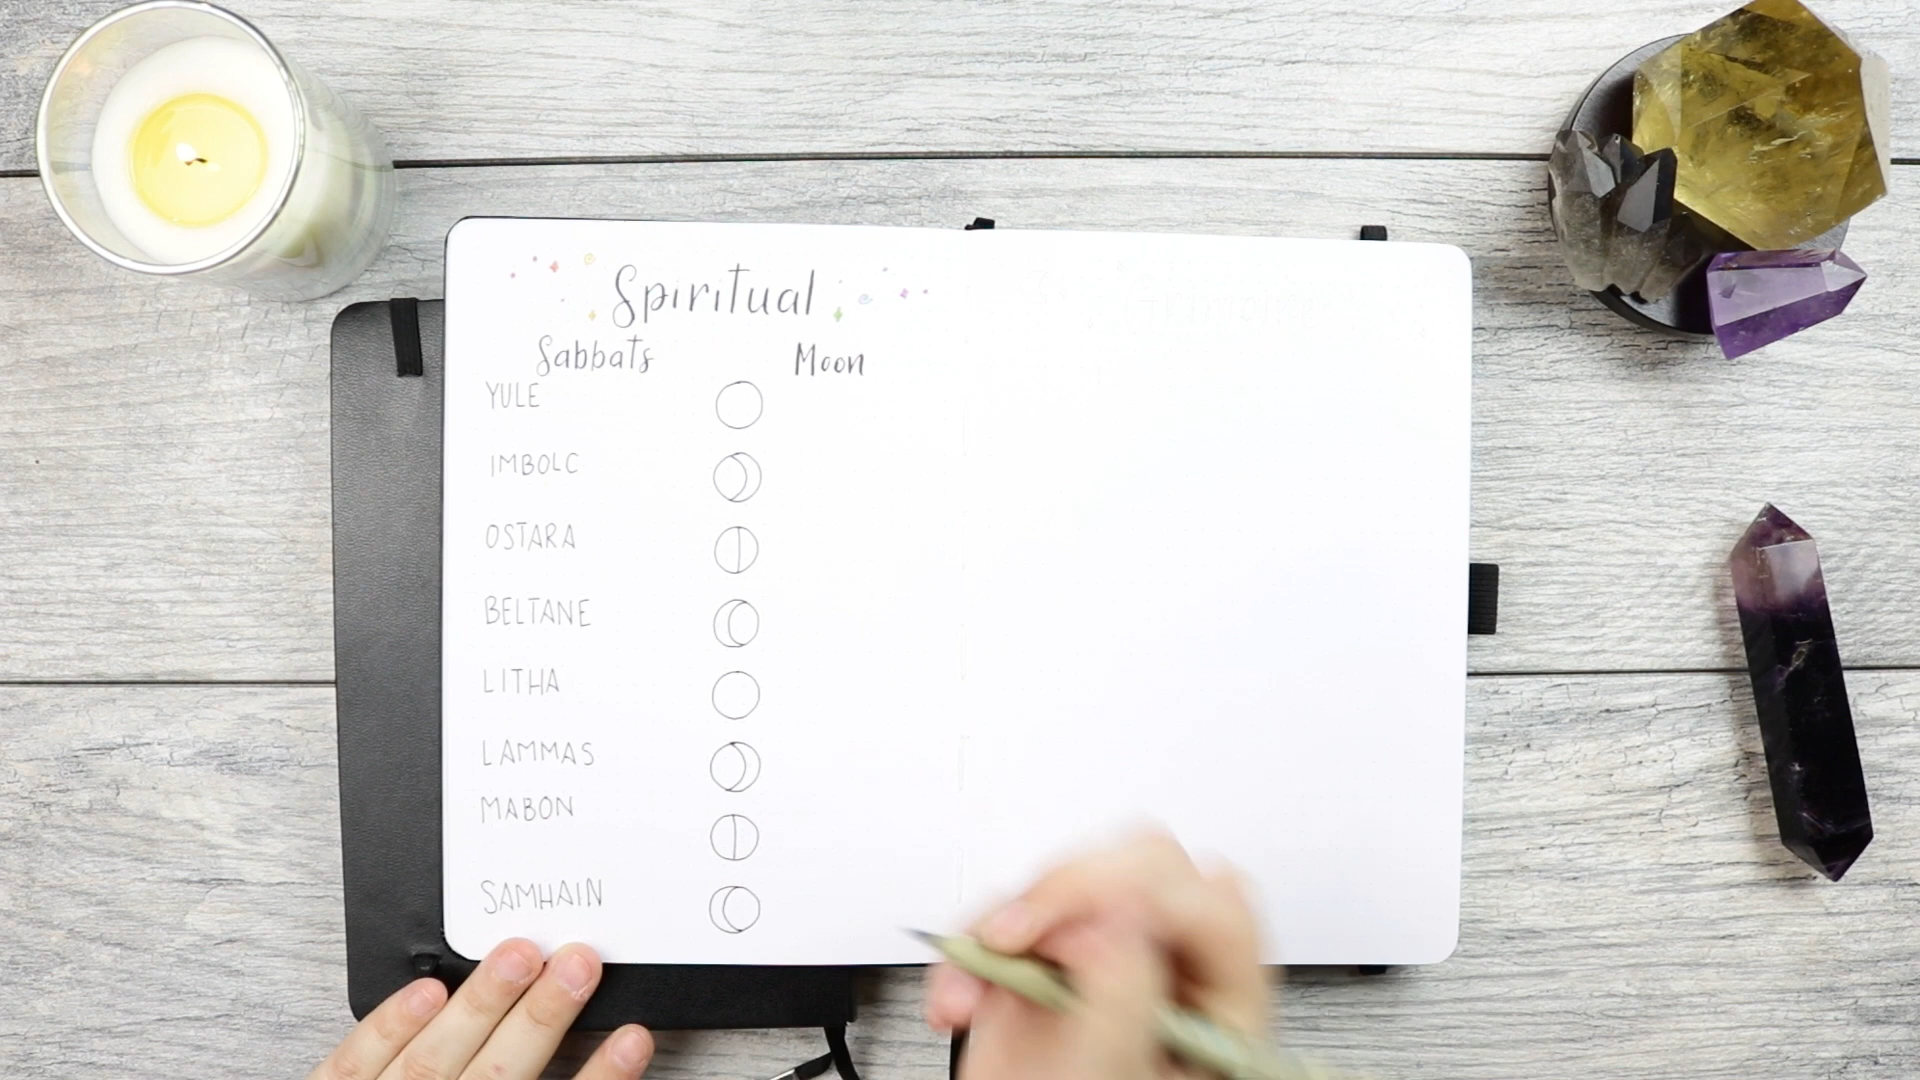 Spiritual
Sabbats Moon
YULE
IMBOLC
OSTARA
BELTANE
LITHA
LAMMAS
MABON
SAMHAIN